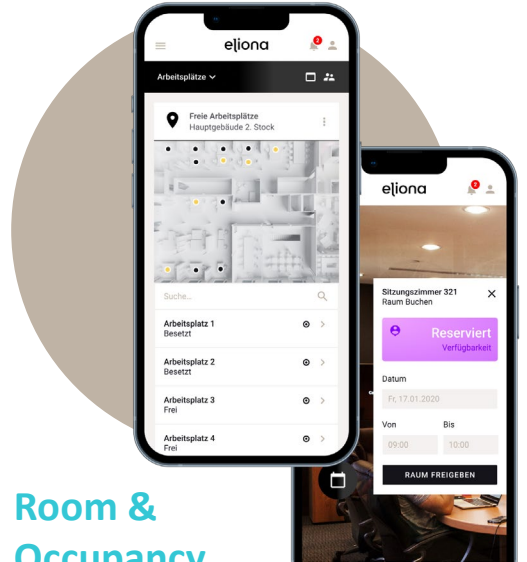 eliona
2
Arbeitsplätze
Freie Arbeitsplätze
Hauptgebäude 2. Stock
Suche...
Arbeitsplatz 1
Besetzt
Arbeitsplatz 2
Besetzt
Arbeitsplatz 3
Frei
Arbeitsplatz 4
Frei
eliona
2
Sitzungszimmer 321
Raum Buchen
Reserviert
Verfügbarkeit
Datum
Fr, 17.01.2020
Von Bis
09:00 10:00
RAUM FREIGEBEN
Room &
Occupancy